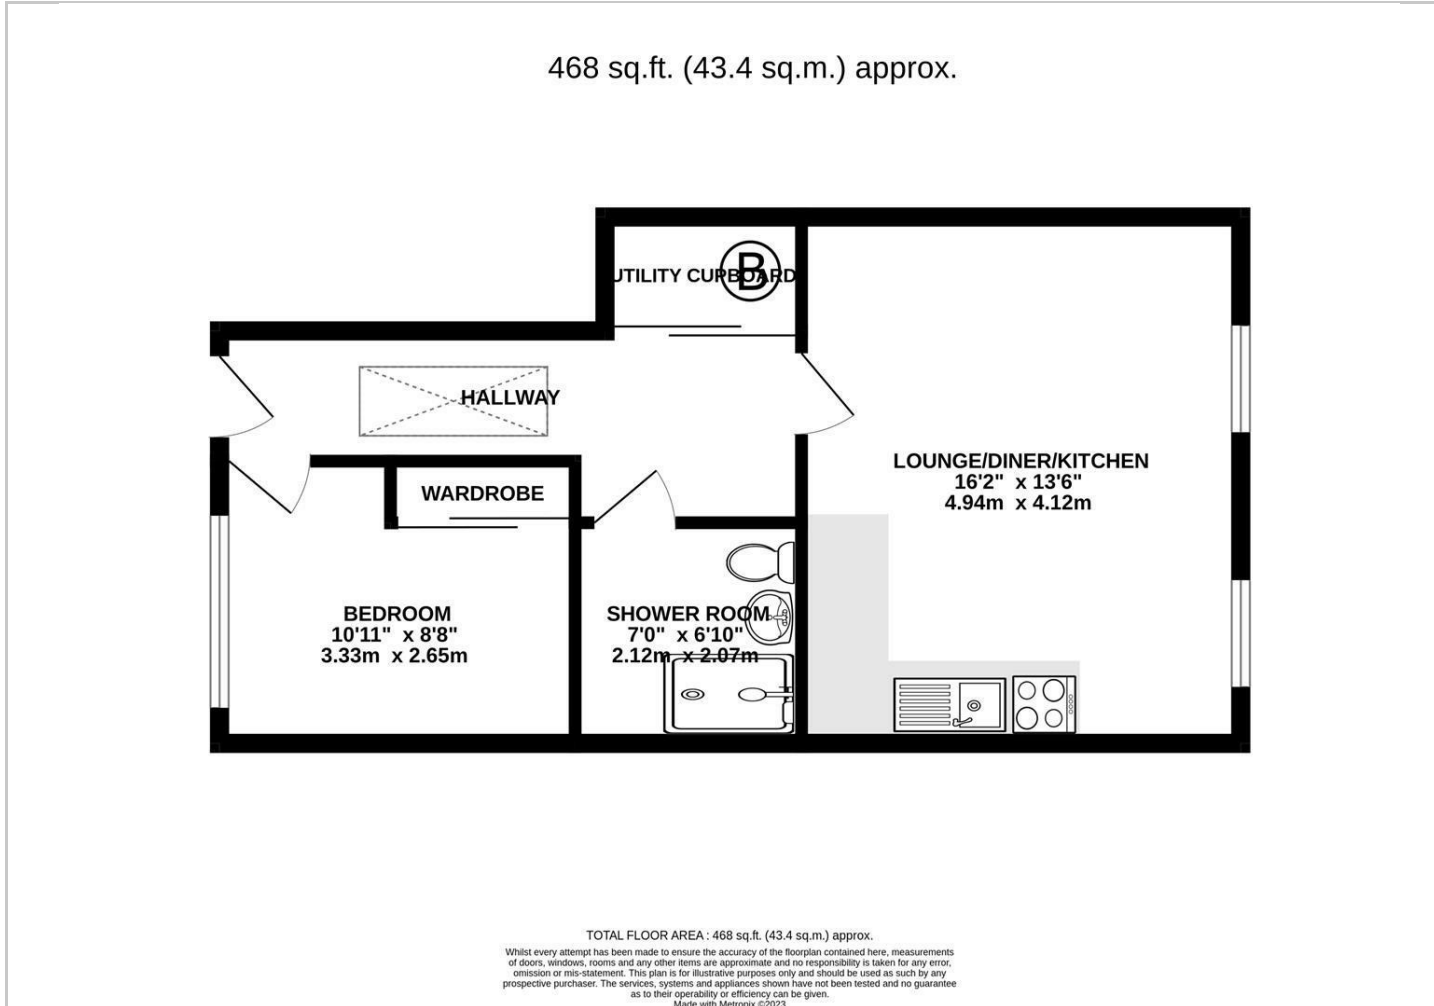 468 sq.ft. (43.4 sq.m.) approx.
UTILITY CUPBOARD
B
HALLWAY
LOUNGE/DINER/KITCHEN
16'2" x 13'6"
4.94m x 4.12m
WARDROBE
BEDROOM
10'11" x 8'8"
3.33m x 2.65m
SHOWER ROOM
7'0" x 6'10"
2.12m x 2.07m
TOTAL FLOOR AREA : 468 sq.ft. (43.4 sq.m.) approx.
Whilst every attempt has been made to ensure the accuracy of the floorplan contained here, measurements
of doors, windows, rooms and any other items are approximate and no responsibility is taken for any error,
omission or mis-statement. This plan is for illustrative purposes only and should be used as such by any
prospective purchaser. The services, systems and appliances shown have not been tested and no guarantee
as to their operability or efficiency can be given.
Made with Metropix ©2023